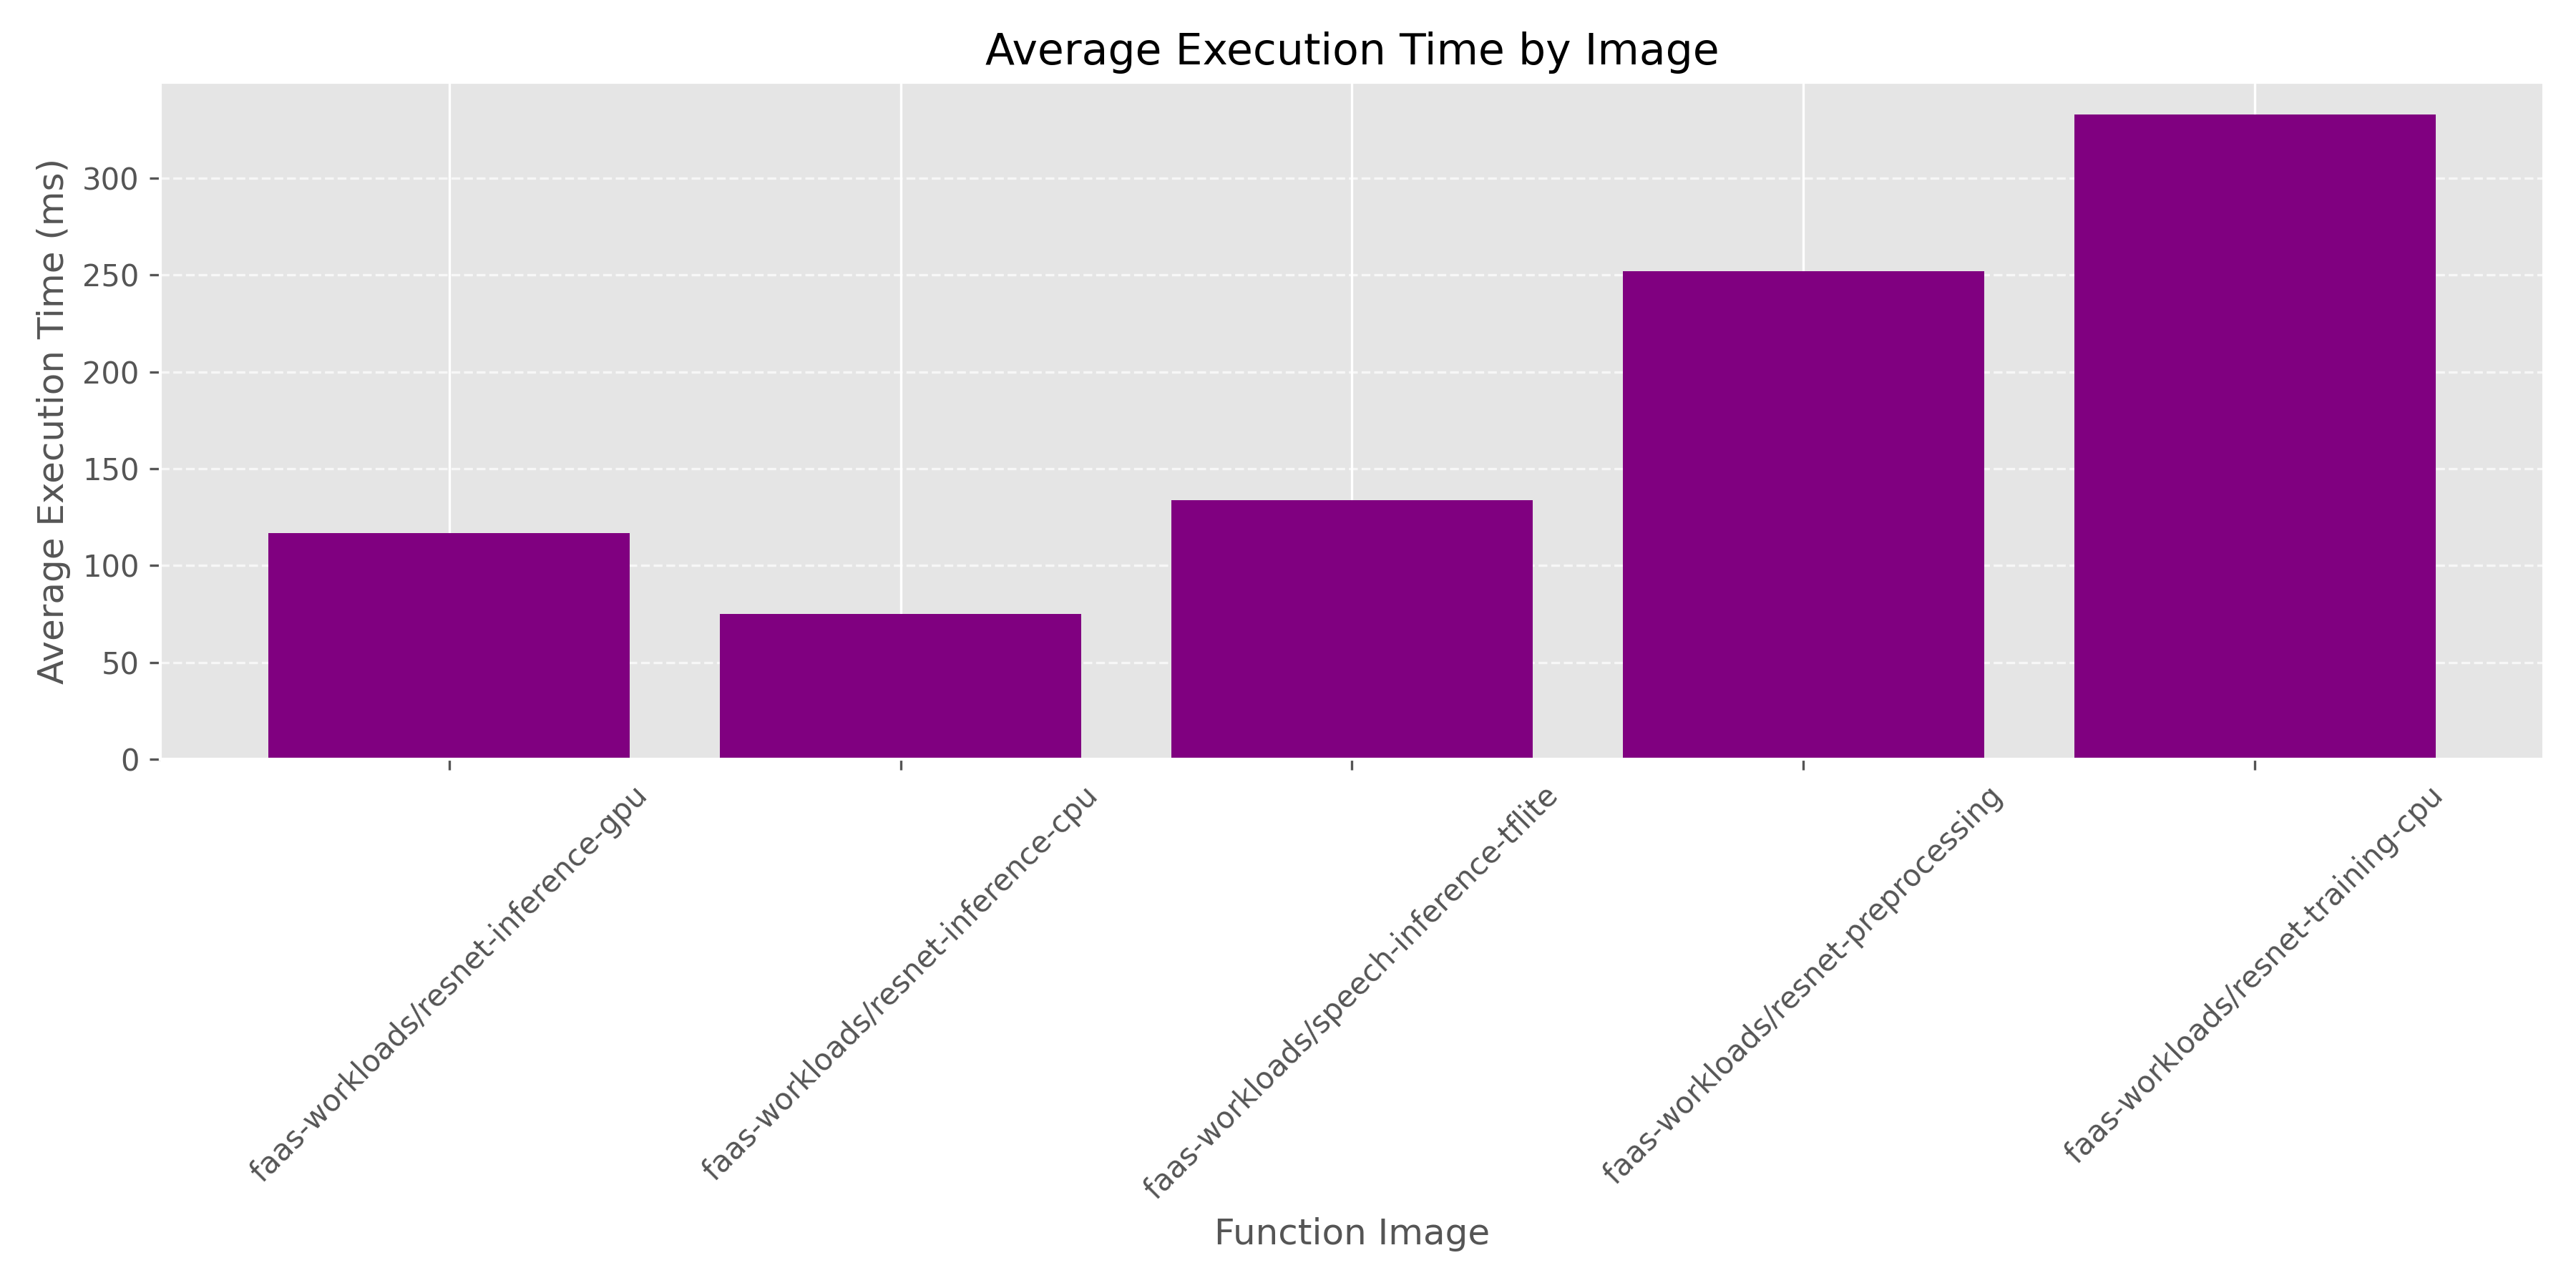 Average Execution Time by Image
Average Execution Time (ms)
300
250
200
150
100
50
0
faas-workloads/resnet-inference-gpu
faas-workloads/resnet-inference-cpu
faas-workloads/speech-inference-tflite
faas-workloads/resnet-preprocessing
faas-workloads/resnet-training-cpu
Function Image